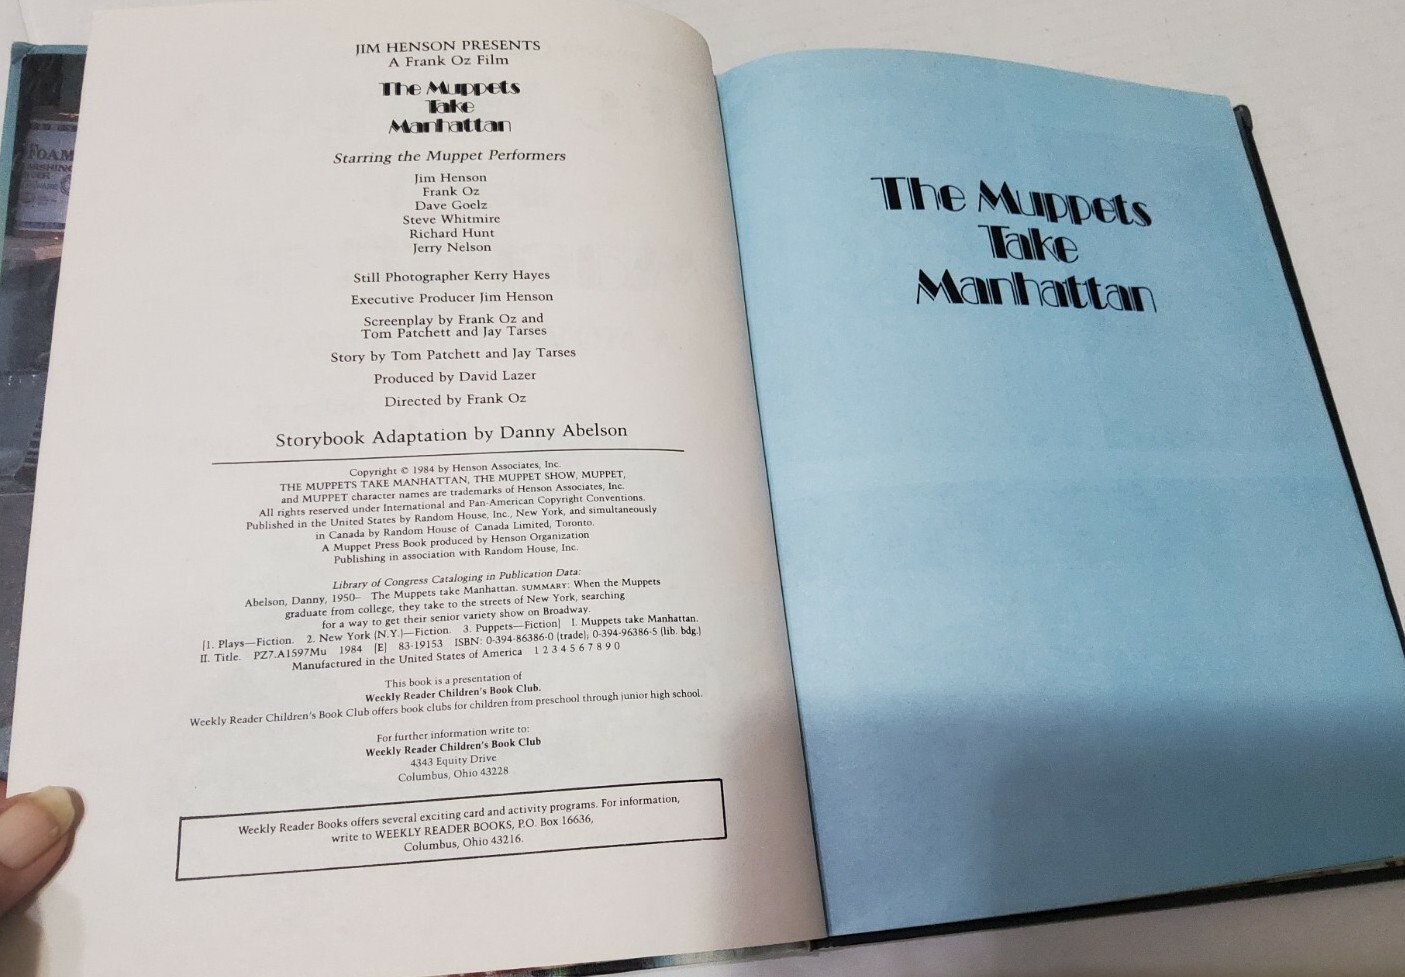 FOAM
JIM HENSON PRESENTS
A Frank Oz Film
The Muppets
Take
Manhattan
Starring the Muppet Performers
Jim Henson
Frank Oz
Dave Goelz
Steve Whitmire
Richard Hunt
Jerry Nelson
Still Photographer Kerry Hayes
Executive Producer Jim Henson
Screenplay by Frank Oz and
Tom Patchett and Jay Tarses
Story by Tom Patchett and Jay Tarses
Produced by David Lazer
Directed by Frank Oz
Storybook Adaptation by Danny Abelson
Copyright © 1984 by Henson Associates, Inc.
THE MUPPETS TAKE MANHATTAN, THE MUPPET SHOW, MUPPET,
and MUPPET character names are trademarks of Henson Associates, Inc.
All rights reserved under International and Pan-American Copyright Conventions.
Published in the United States by Random House, Inc., New York, and simultaneously
in Canada by Random House of Canada Limited, Toronto.
A Muppet Press Book produced by Henson Organization
Publishing in association with Random House, Inc.
Library of Congress Cataloging in Publication Data:
Abelson, Danny, 1950– The Muppets take Manhattan. SUMMARY: When the Muppets
graduate from college, they take to the streets of New York, searching
for a way to get their senior variety show on Broadway.
[1. Plays—Fiction. 2. New York (N.Y.)—Fiction. 3. Puppets—Fiction] I. Muppets take Manhattan.
II. Title. PZ7.A1597Mu 1984 [E] 83-19153 ISBN: 0-394-86386-0 (trade); 0-394-96386-5 (lib. bdg.)
Manufactured in the United States of America 1 2 3 4 5 6 7 8 9 0
This book is a presentation of
Weekly Reader Children's Book Club.
Weekly Reader Children's Book Club offers book clubs for children from preschool through junior high school.
For further information write to:
Weekly Reader Children's Book Club
4343 Equity Drive
Columbus, Ohio 43228
Weekly Reader Books offers several exciting card and activity programs. For information,
write to WEEKLY READER BOOKS, P.O. Box 16636,
Columbus, Ohio 43216.
The Muppets
Take
Manhattan